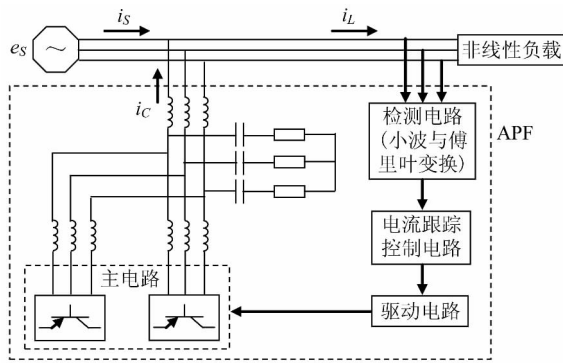 i_S
i_L
e_S
~
非线性负载
i_C
检测电路
(小波与傅
里叶变换)
APF
电流跟踪
控制电路
主电路
驱动电路